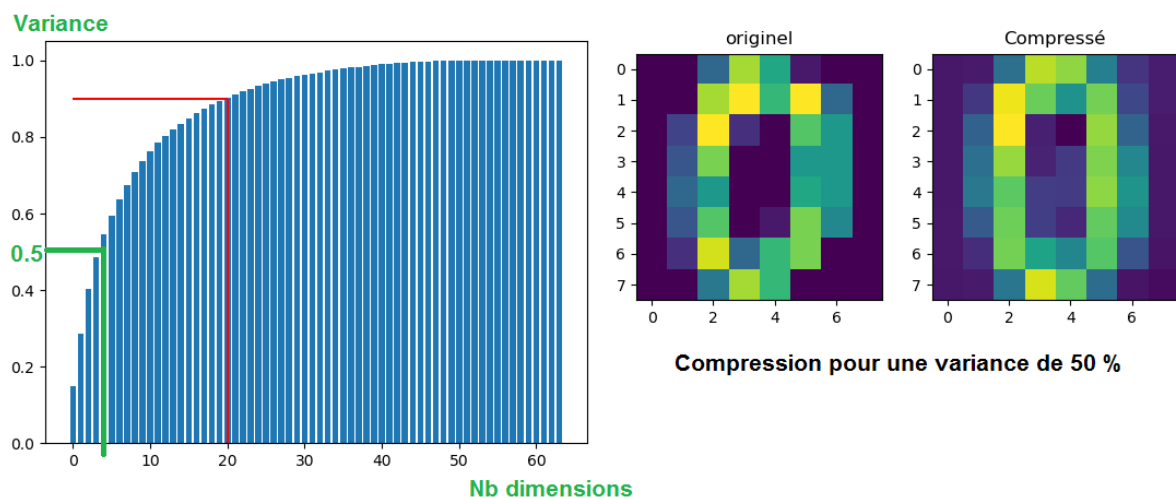 Variance
1.0
0.8
0.6
0.5
0.4
0.2
0.0
0 10 20 30 40 50 60
Nb dimensions
originel
0
1
2
3
4
5
6
7
0 2 4 6
Compressé
0
1
2
3
4
5
6
7
0 2 4 6
Compression pour une variance de 50 %